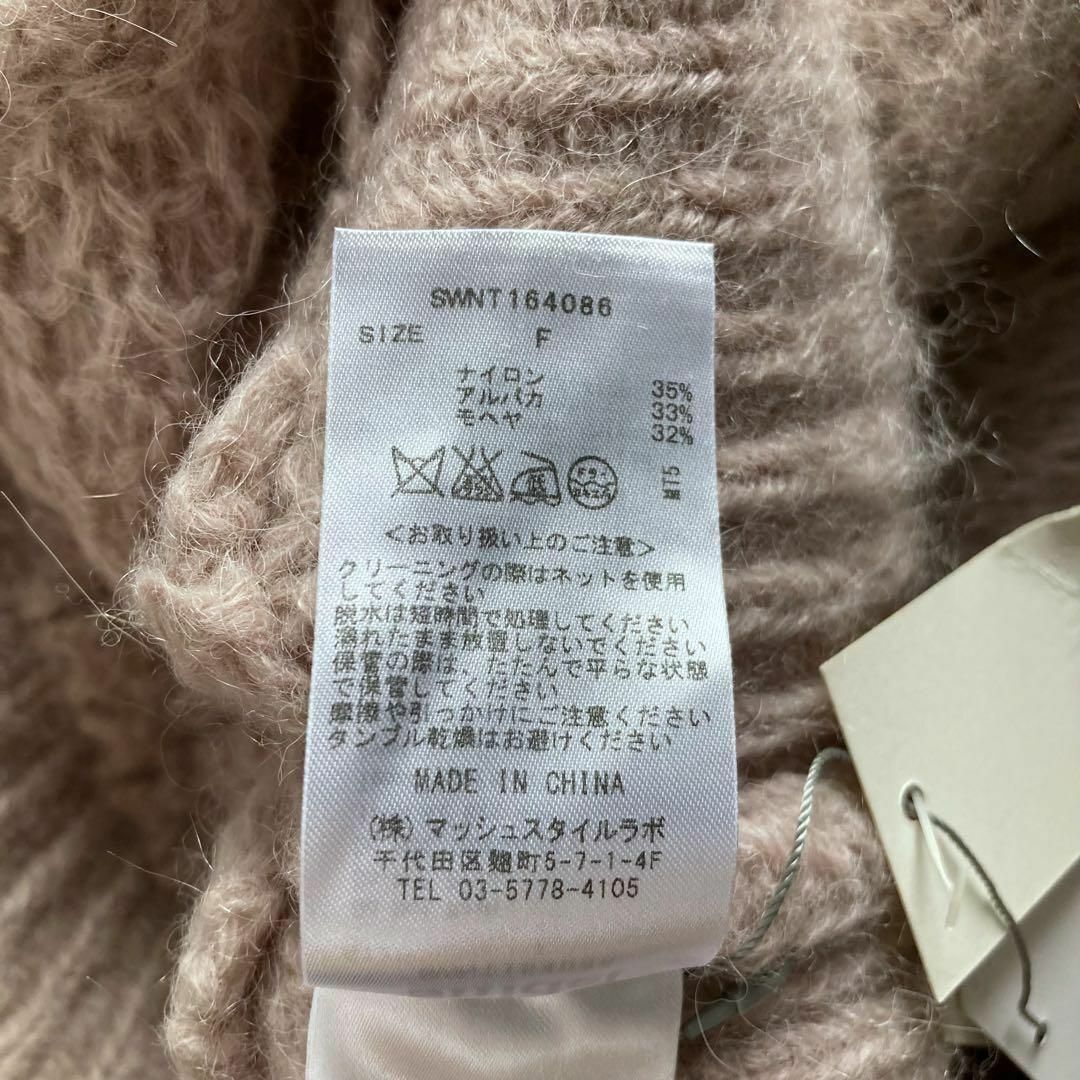 SWNT164086
SIZE F
ナイロン 35%
アルパカ 33%
モヘヤ 32%
MT5
＜お取り扱い上のご注意＞
クリーニングの際はネットを使用
してください
脱水は短時間で処理してください
濡れたまま放置しないでください
保管の際は、たたんで平らな状態
で保管してください
摩擦や引っかけにご注意ください
タンブル乾燥はお避けください
MADE IN CHINA
(株)マッシュスタイルラボ
千代田区麹町5-7-1-4F
TEL 03-5778-4105